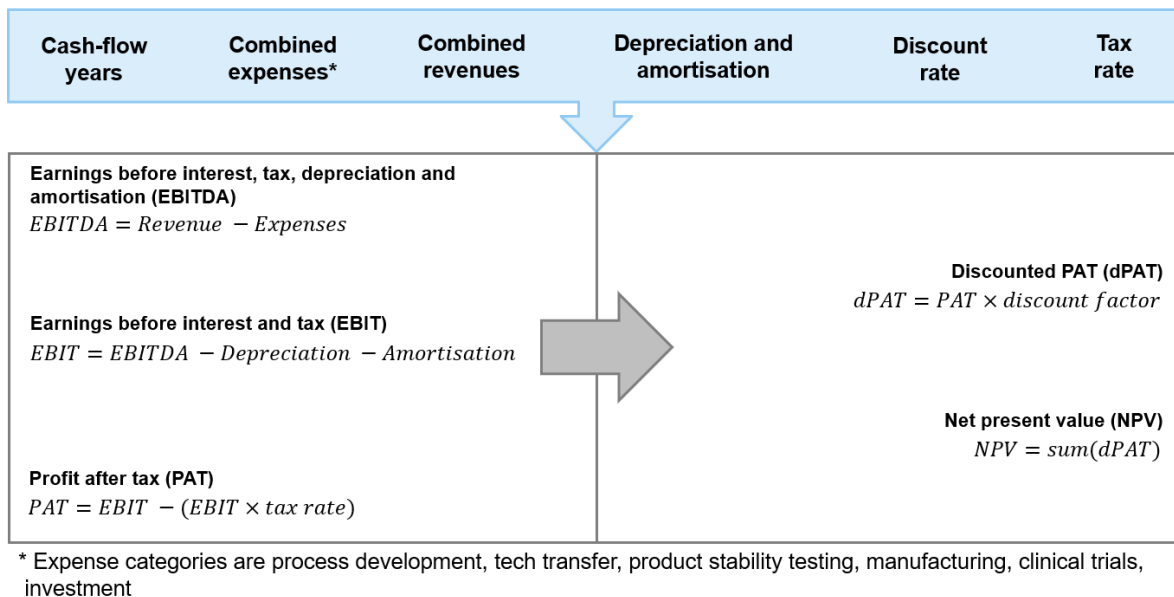 Cash-flow years
Combined expenses*
Combined revenues
Depreciation and amortisation
Discount rate
Tax rate
Earnings before interest, tax, depreciation and
amortisation (EBITDA)
EBITDA = Revenue − Expenses
Earnings before interest and tax (EBIT)
EBIT = EBITDA − Depreciation − Amortisation
Profit after tax (PAT)
PAT = EBIT − (EBIT × tax rate)
Discounted PAT (dPAT)
dPAT = PAT × discount factor
Net present value (NPV)
NPV = sum(dPAT)
* Expense categories are process development, tech transfer, product stability testing, manufacturing, clinical trials,
investment